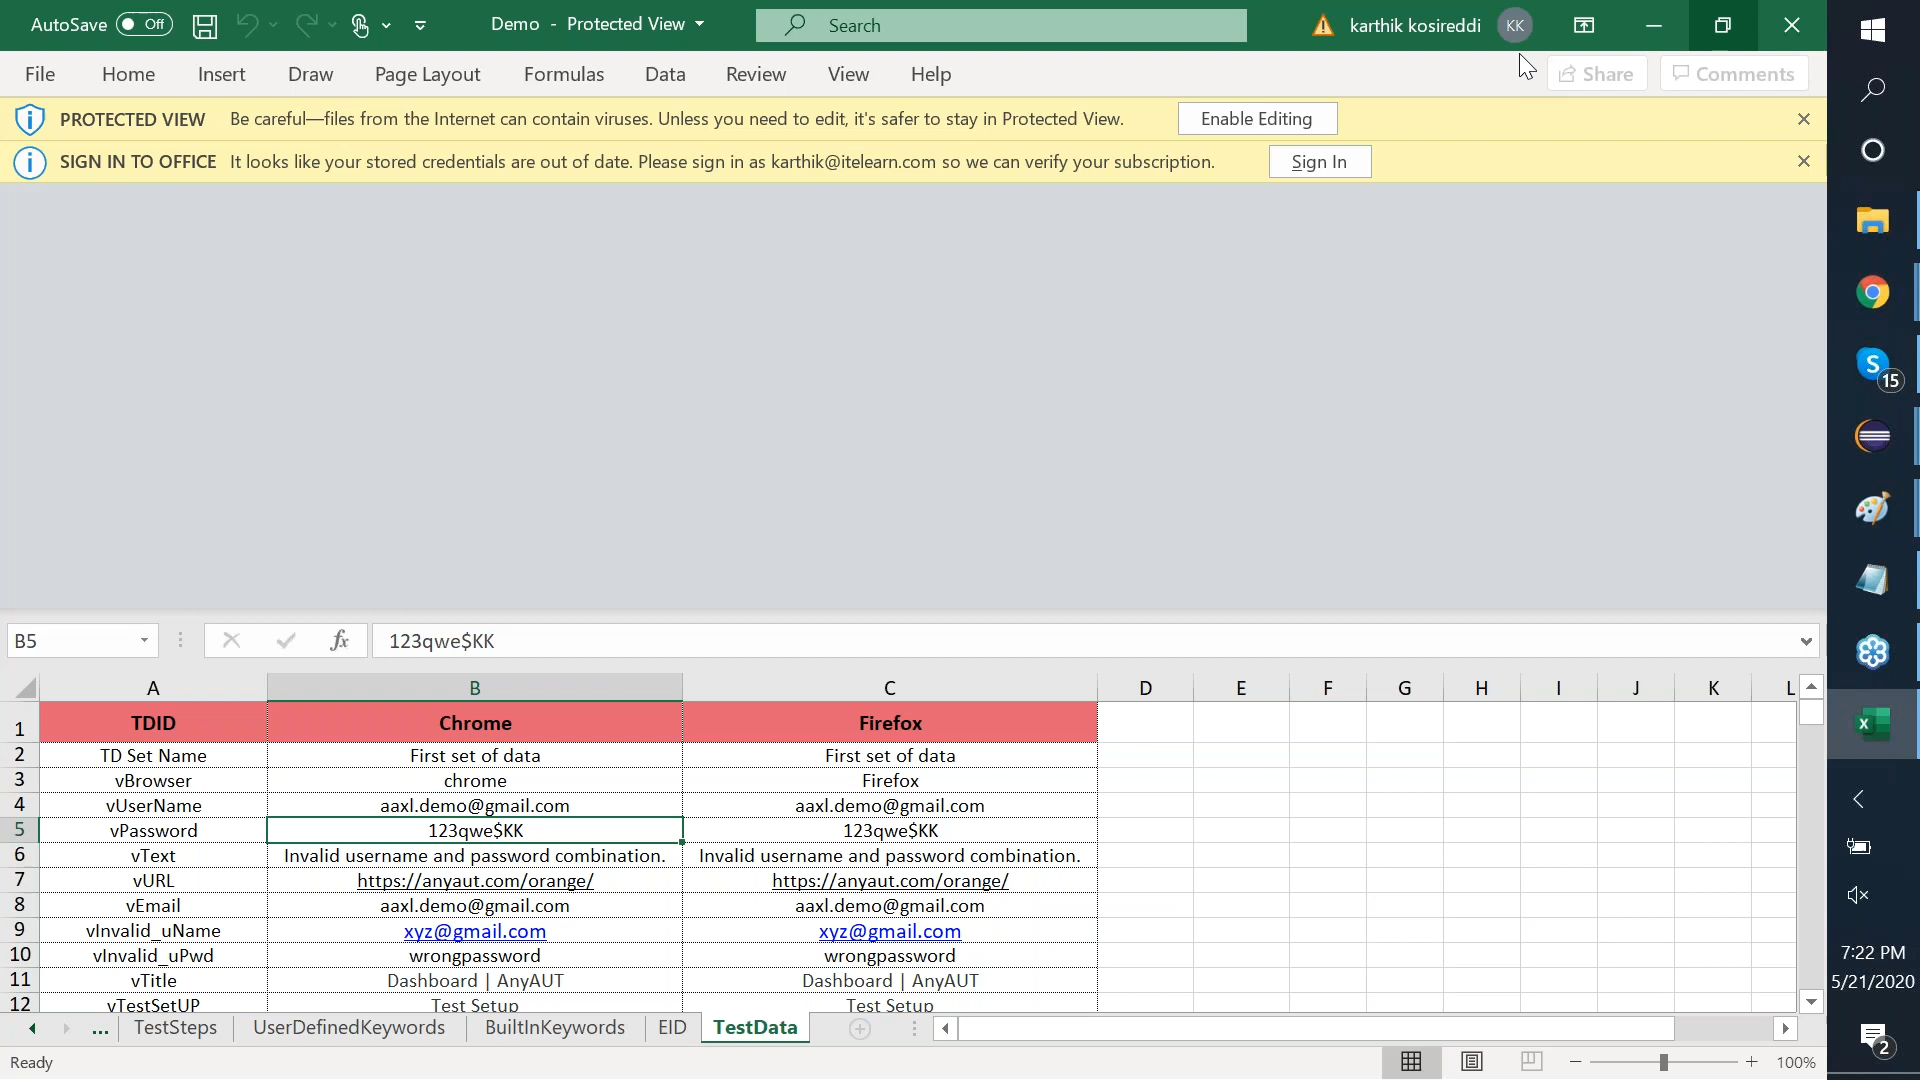 AutoSave Off Demo - Protected View Search karthik kosireddi KK
File Home Insert Draw Page Layout Formulas Data Review View Help Share Comments
PROTECTED VIEW Be careful—files from the Internet can contain viruses. Unless you need to edit, it's safer to stay in Protected View. Enable Editing
SIGN IN TO OFFICE It looks like your stored credentials are out of date. Please sign in as karthik@itelearn.com so we can verify your subscription. Sign In
S 15
B5 fx 123qwe$KK
A B C D E F G H I J K L
1 TDID Chrome Firefox
2 TD Set Name First set of data First set of data
3 vBrowser chrome Firefox
4 vUserName aaxl.demo@gmail.com aaxl.demo@gmail.com
5 vPassword 123qwe$KK 123qwe$KK
6 vText Invalid username and password combination. Invalid username and password combination.
7 vURL https://anyaut.com/orange/ https://anyaut.com/orange/
8 vEmail aaxl.demo@gmail.com aaxl.demo@gmail.com
9 vInvalid_uName xyz@gmail.com xyz@gmail.com
10 vInvalid_uPwd wrongpassword wrongpassword
11 vTitle Dashboard | AnyAUT Dashboard | AnyAUT
12 vTestSetUP Test Setup Test Setup
... TestSteps UserDefinedKeywords BuiltInKeywords EID TestData
Ready 100%
7:22 PM
5/21/2020
2